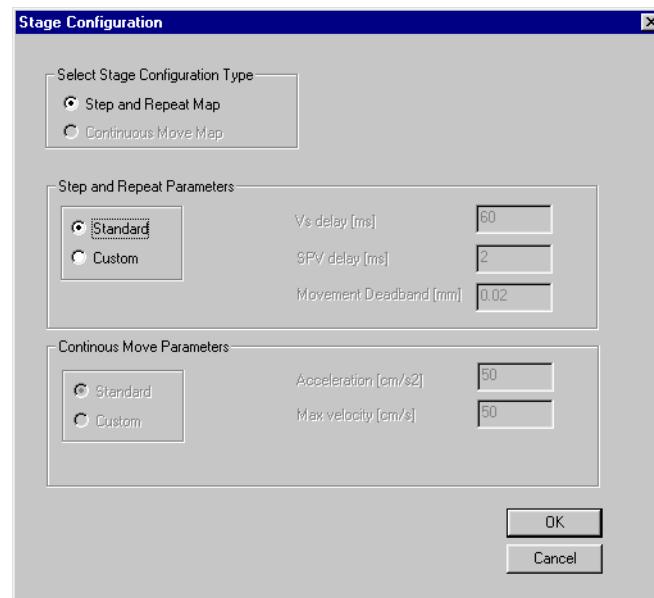 Stage Configuration
Select Stage Configuration Type
Step and Repeat Map
Continuous Move Map
Step and Repeat Parameters
Standard
Custom
Vs delay [ms] 60
SPV delay [ms] 2
Movement Deadband [mm] 0.02
Continous Move Parameters
Standard
Custom
Acceleration [cm/s2] 50
Max velocity [cm/s] 50
OK
Cancel